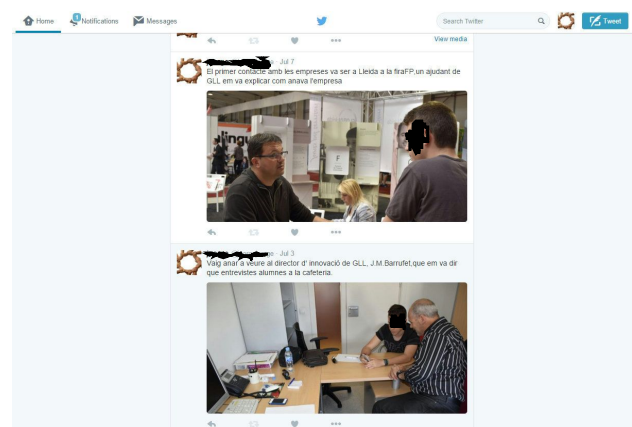 Home
1
Notifications
Messages
Search Twitter
Tweet
View media
Jul 7
El primer contacte amb les empreses va ser a Lleida a la firaFP,un ajudant de
GLL em va explicar com anava l'empresa
lingu
F
Jul 3
Vaig anar a veure al director d' innovació de GLL, J.M.Barrufet,que em va dir
que entrevistes alumnes a la cafeteria.